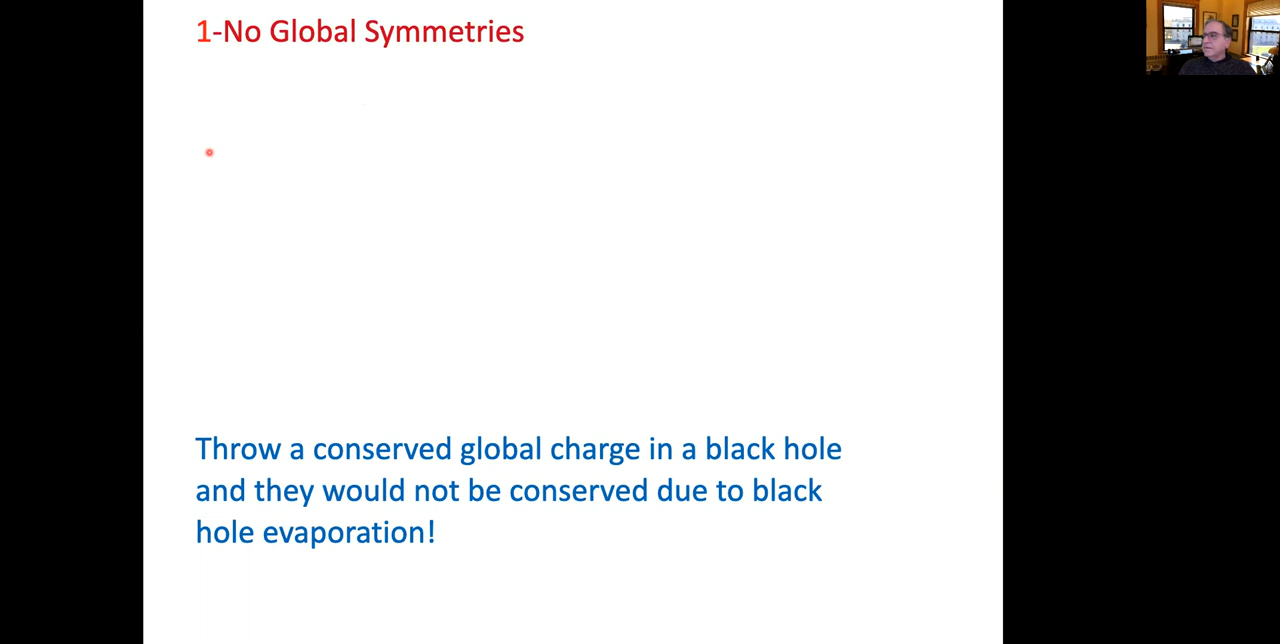 1-No Global Symmetries
Throw a conserved global charge in a black hole
and they would not be conserved due to black
hole evaporation!